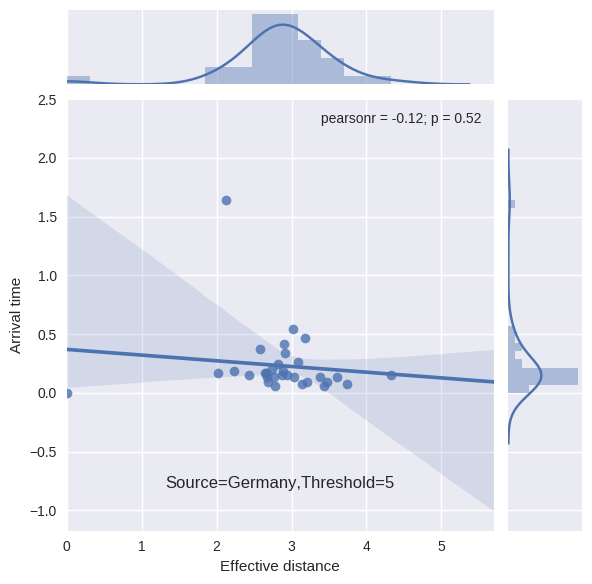 2.5
pearsonr = -0.12; p = 0.52
2.0
1.5
1.0
0.5
0.0
−0.5
−1.0
Arrival time
Source=Germany,Threshold=5
0 1 2 3 4 5
Effective distance